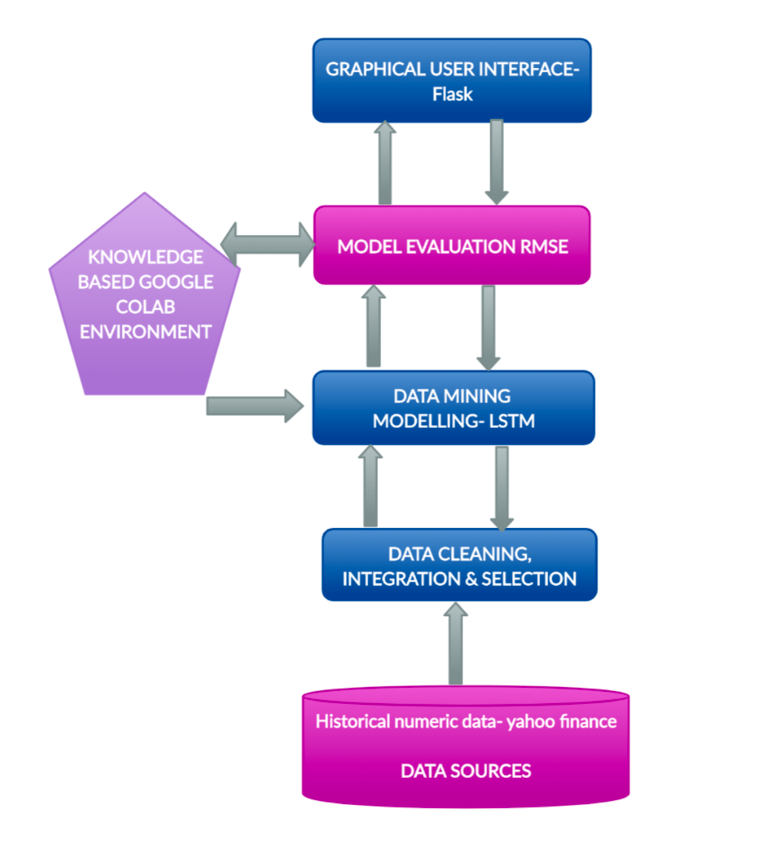 GRAPHICAL USER INTERFACE-
Flask
MODEL EVALUATION RMSE
KNOWLEDGE
BASED GOOGLE
COLAB
ENVIRONMENT
DATA MINING
MODELLING- LSTM
DATA CLEANING,
INTEGRATION & SELECTION
Historical numeric data- yahoo finance
DATA SOURCES